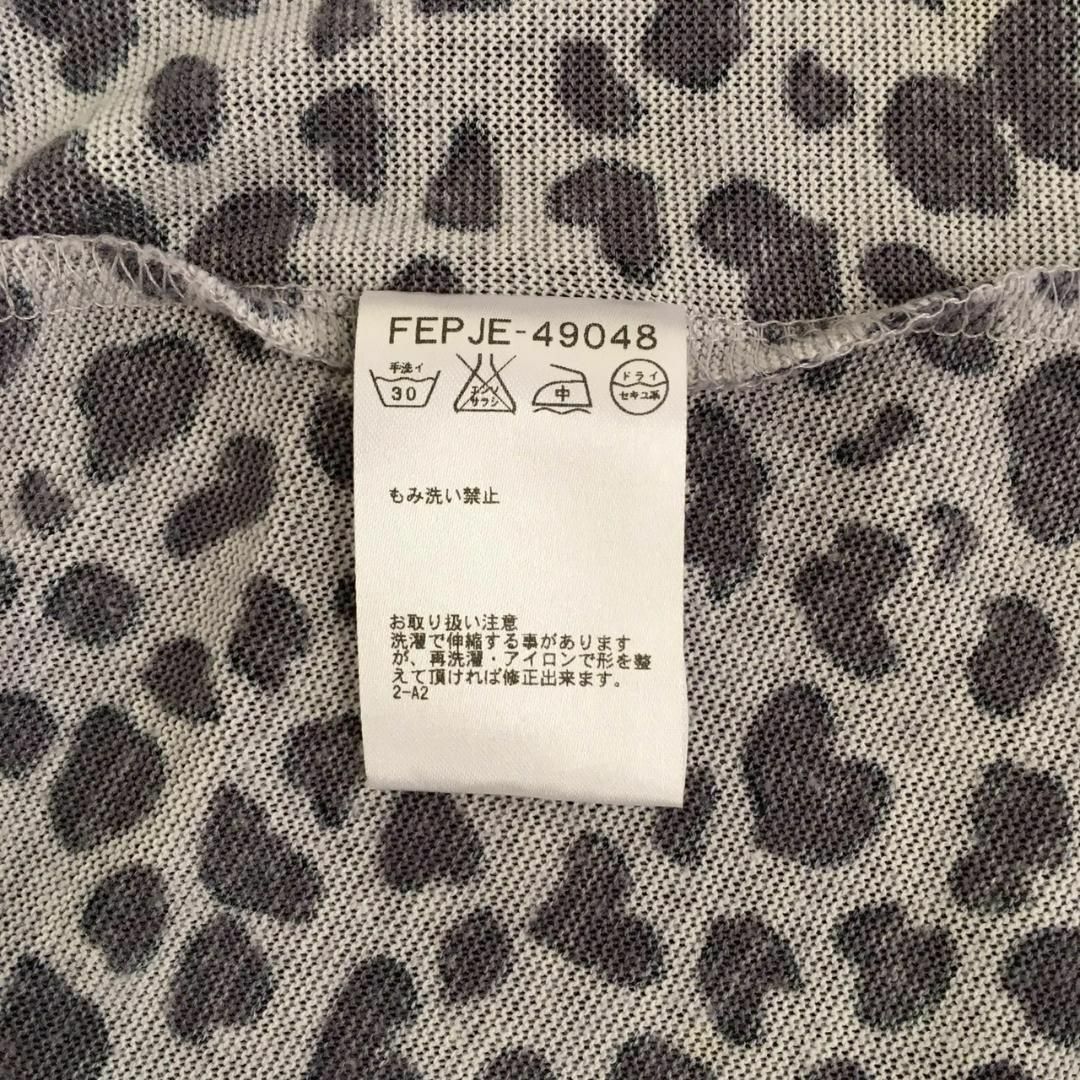 FEPJE-49048
手洗イ 30 エンソ サラシ 中 ドライ セキユ系
もみ洗い禁止
お取り扱い注意
洗濯で伸縮する事があります
が、再洗濯・アイロンで形を整
えて頂ければ修正出来ます。
2-A2